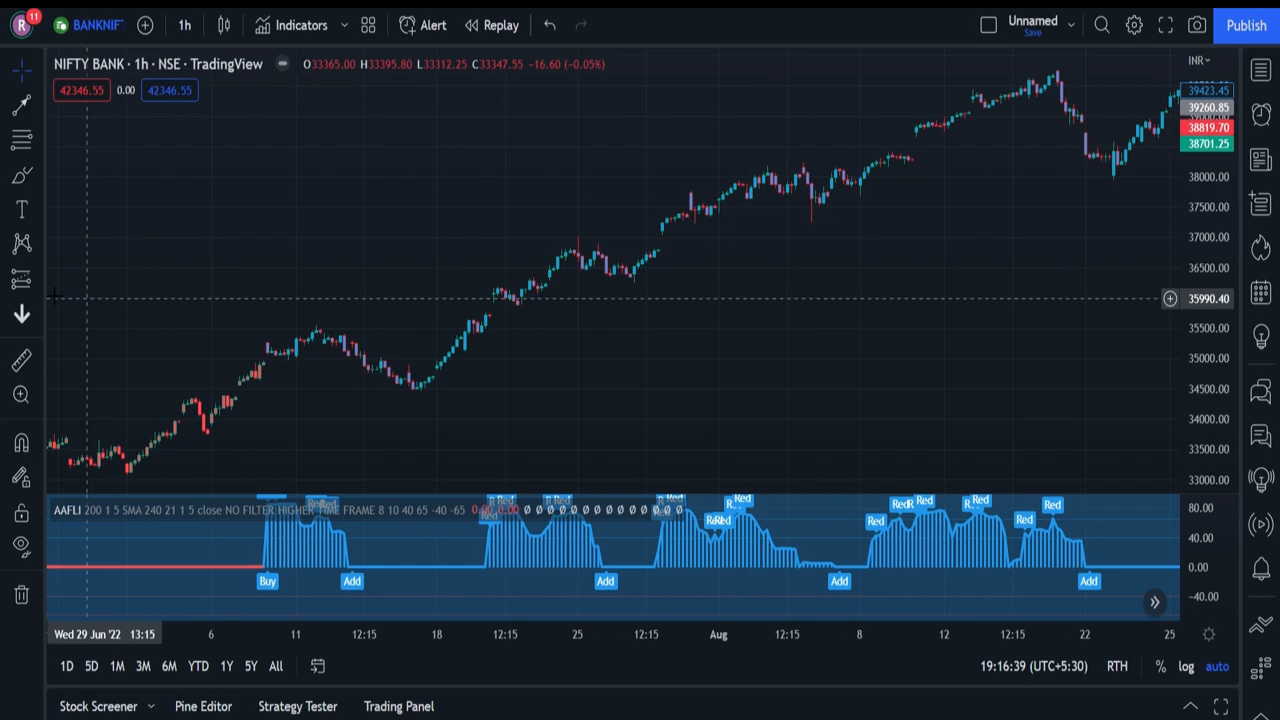 R 11 BANKNIF 1h Indicators Alert Replay Unnamed Save Publish
NIFTY BANK · 1h · NSE · TradingView O33365.00 H33395.80 L33312.25 C33347.55 −16.60 (−0.05%) INR
42346.55 0.00 42346.55
39423.45
39260.85
38819.70
38701.25
38000.00
37500.00
37000.00
36500.00
35990.40
35500.00
35000.00
34500.00
34000.00
33500.00
33000.00
AAFLI 200 1 5 SMA 240 21 1 5 close NO FILTER HIGHER TIME FRAME 8 10 40 65 -40 -65 0.00 0.00 Ø Ø Ø Ø Ø Ø Ø Ø Ø Ø Ø Ø Ø Ø
Red Red Red Red Red Red Red Red Red Red
80.00
40.00
0.00
−40.00
Buy Add Add Add Add
Wed 29 Jun '22 13:15 6 11 12:15 18 12:15 25 12:15 Aug 12:15 8 12 12:15 22 25
1D 5D 1M 3M 6M YTD 1Y 5Y All 19:16:39 (UTC+5:30) RTH % log auto
Stock Screener Pine Editor Strategy Tester Trading Panel